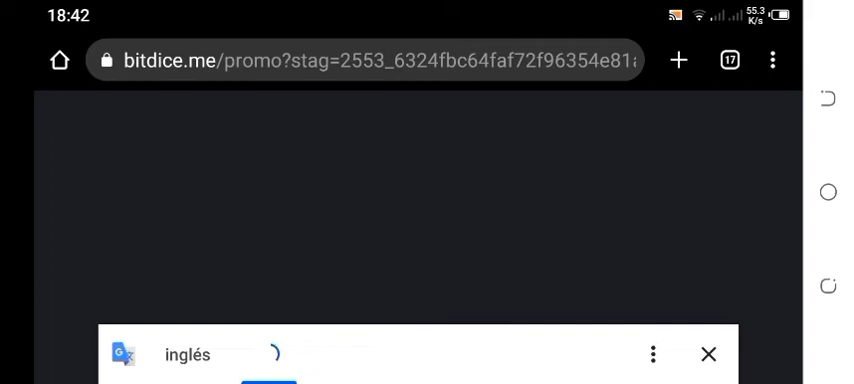 18:42
55.3
K/s
bitdice.me/promo?stag=2553_6324fbc64faf72f96354e81
17
inglés